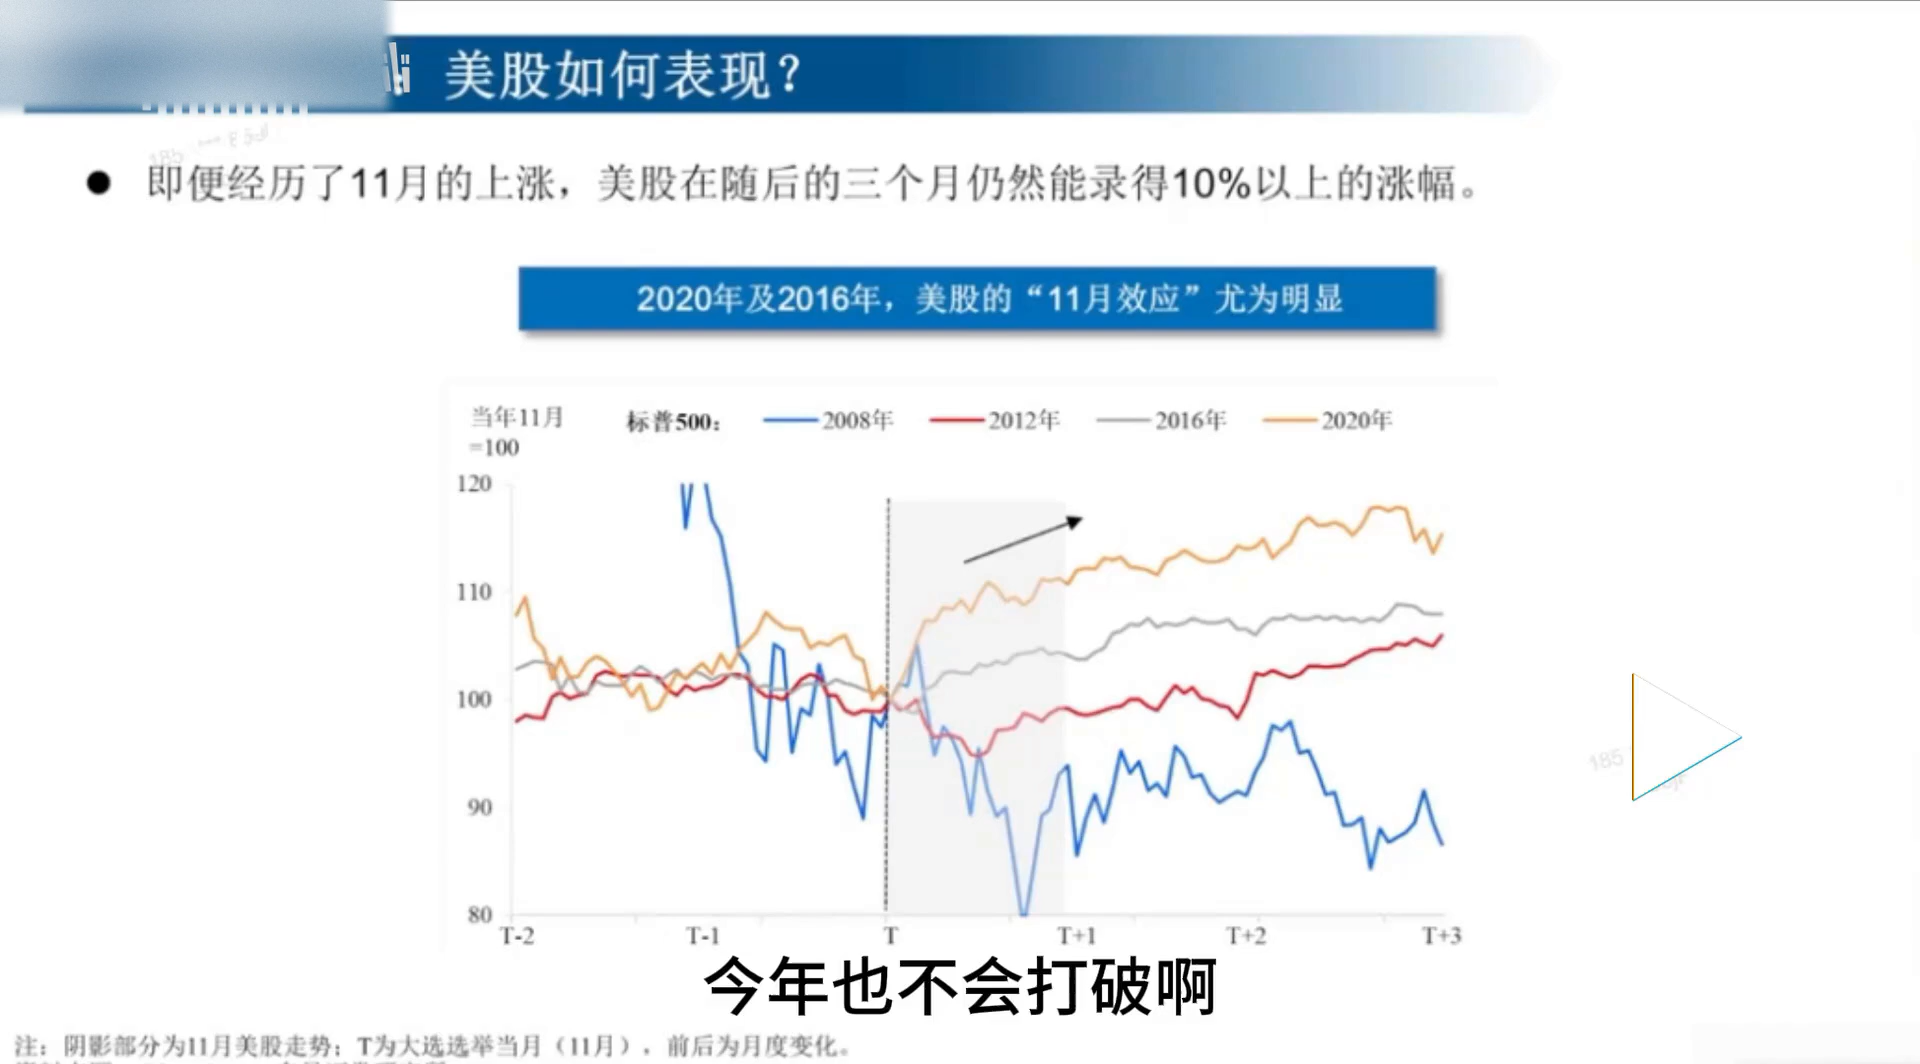 美股如何表现？
● 即便经历了11月的上涨，美股在随后的三个月仍然能录得10%以上的涨幅。
2020年及2016年，美股的“11月效应”尤为明显
当年11月
=100
标普500： 2008年 2012年 2016年 2020年
120
110
100
90
80
T-2 T-1 T T+1 T+2 T+3
185
今年也不会打破啊
注：阴影部分为11月美股走势；T为大选选举当月（11月），前后为月度变化。